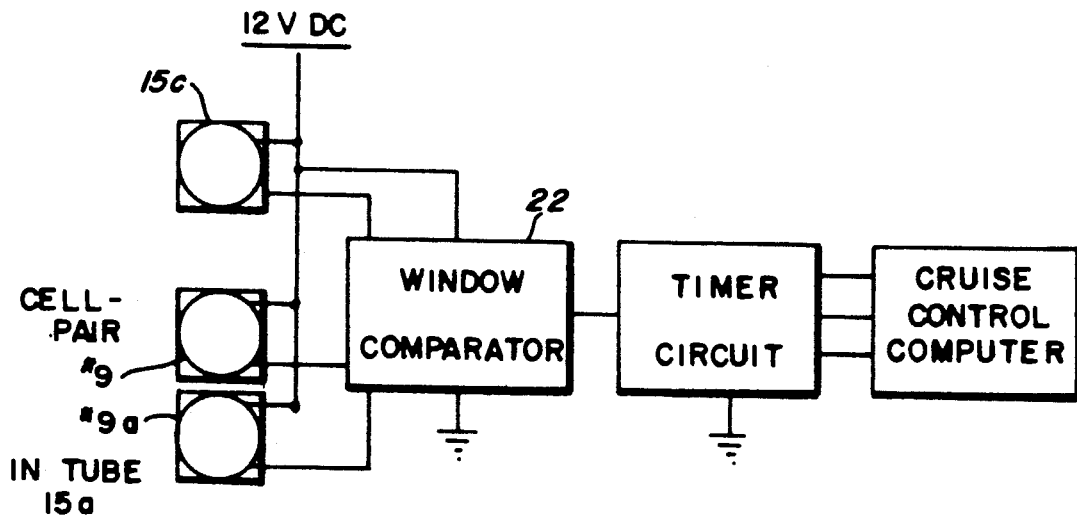 12 V DC
15c
22
WINDOW
COMPARATOR
TIMER
CIRCUIT
CRUISE
CONTROL
COMPUTER
CELL-
PAIR
#9
#9a
IN TUBE
15a